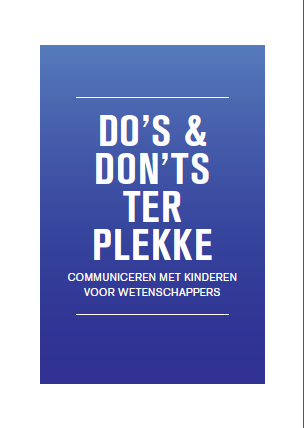 DO’S &
DON’TS
TER
PLEKKE
COMMUNICEREN MET KINDEREN
VOOR WETENSCHAPPERS